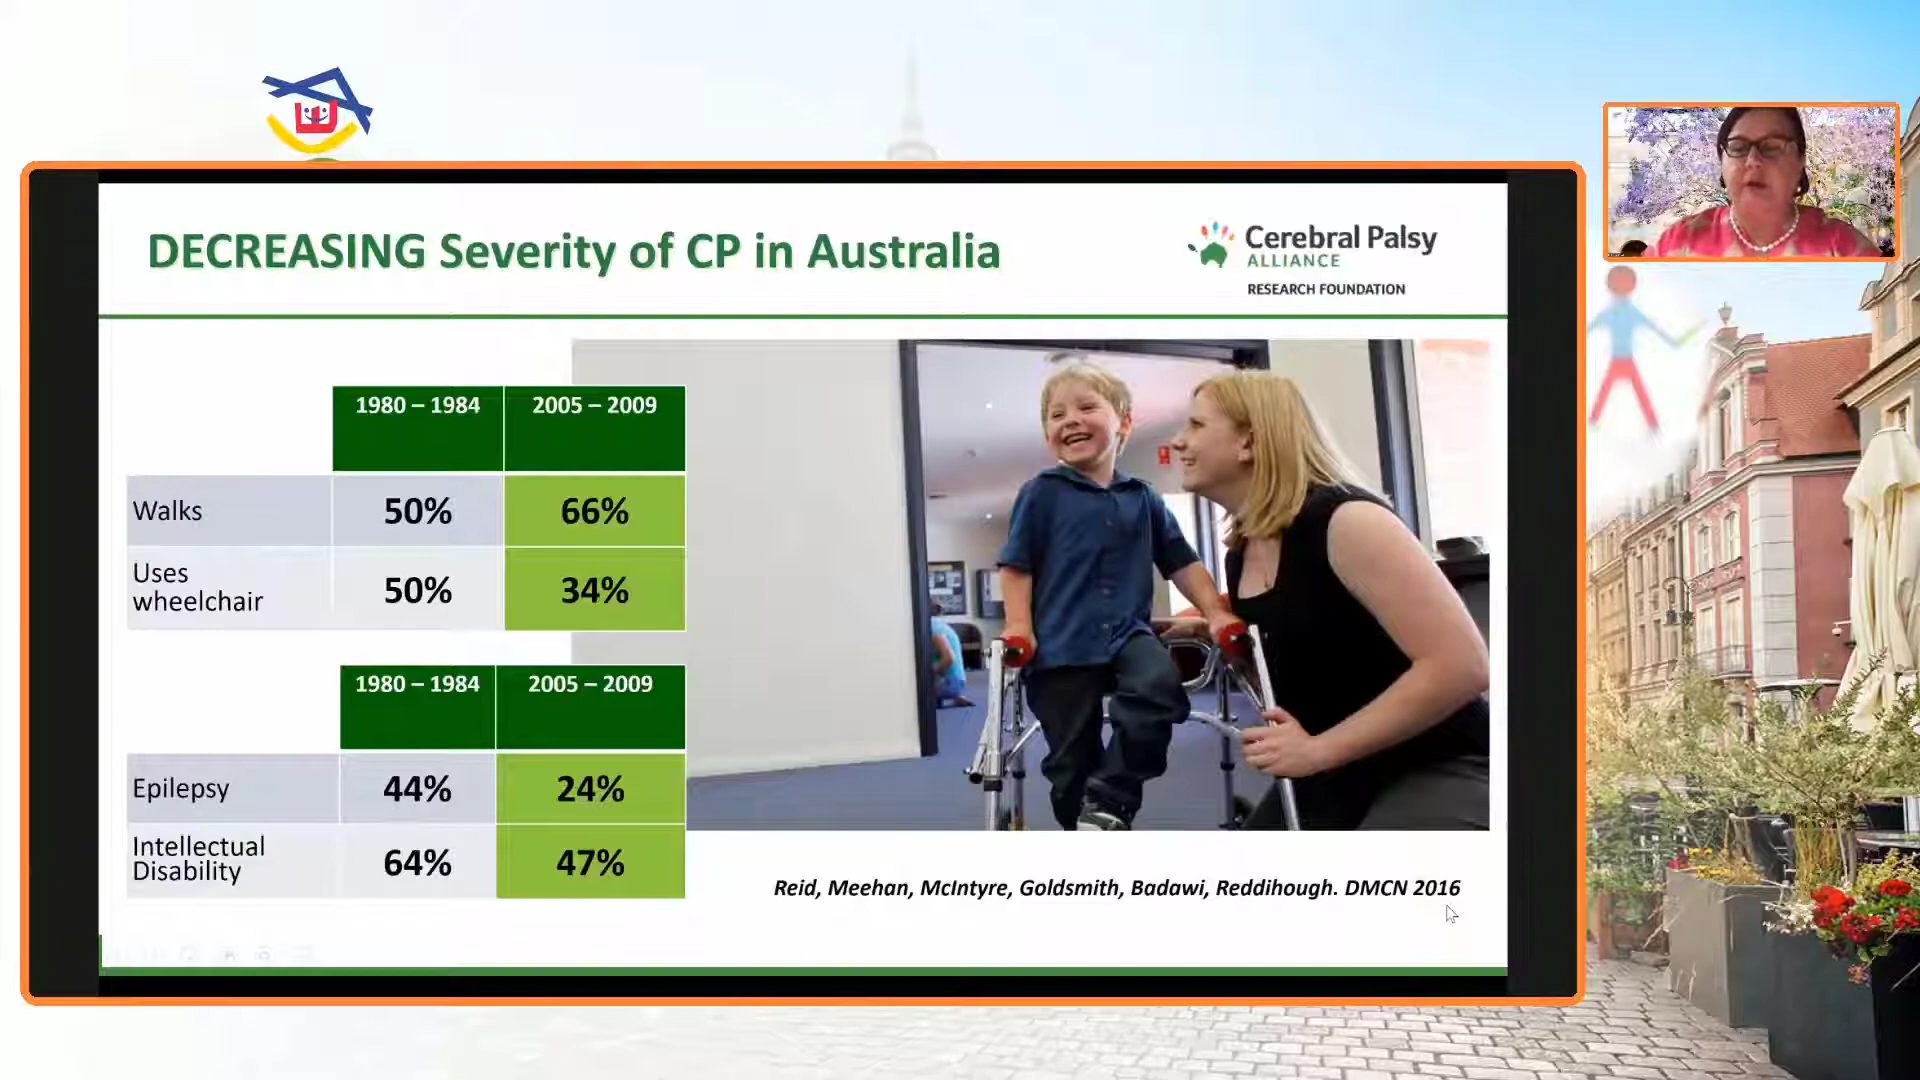 DECREASING Severity of CP in Australia
Cerebral Palsy
ALLIANCE
RESEARCH FOUNDATION
1980 – 1984 2005 – 2009
Walks 50% 66%
Uses
wheelchair 50% 34%
1980 – 1984 2005 – 2009
Epilepsy 44% 24%
Intellectual
Disability 64% 47%
Reid, Meehan, McIntyre, Goldsmith, Badawi, Reddihough. DMCN 2016